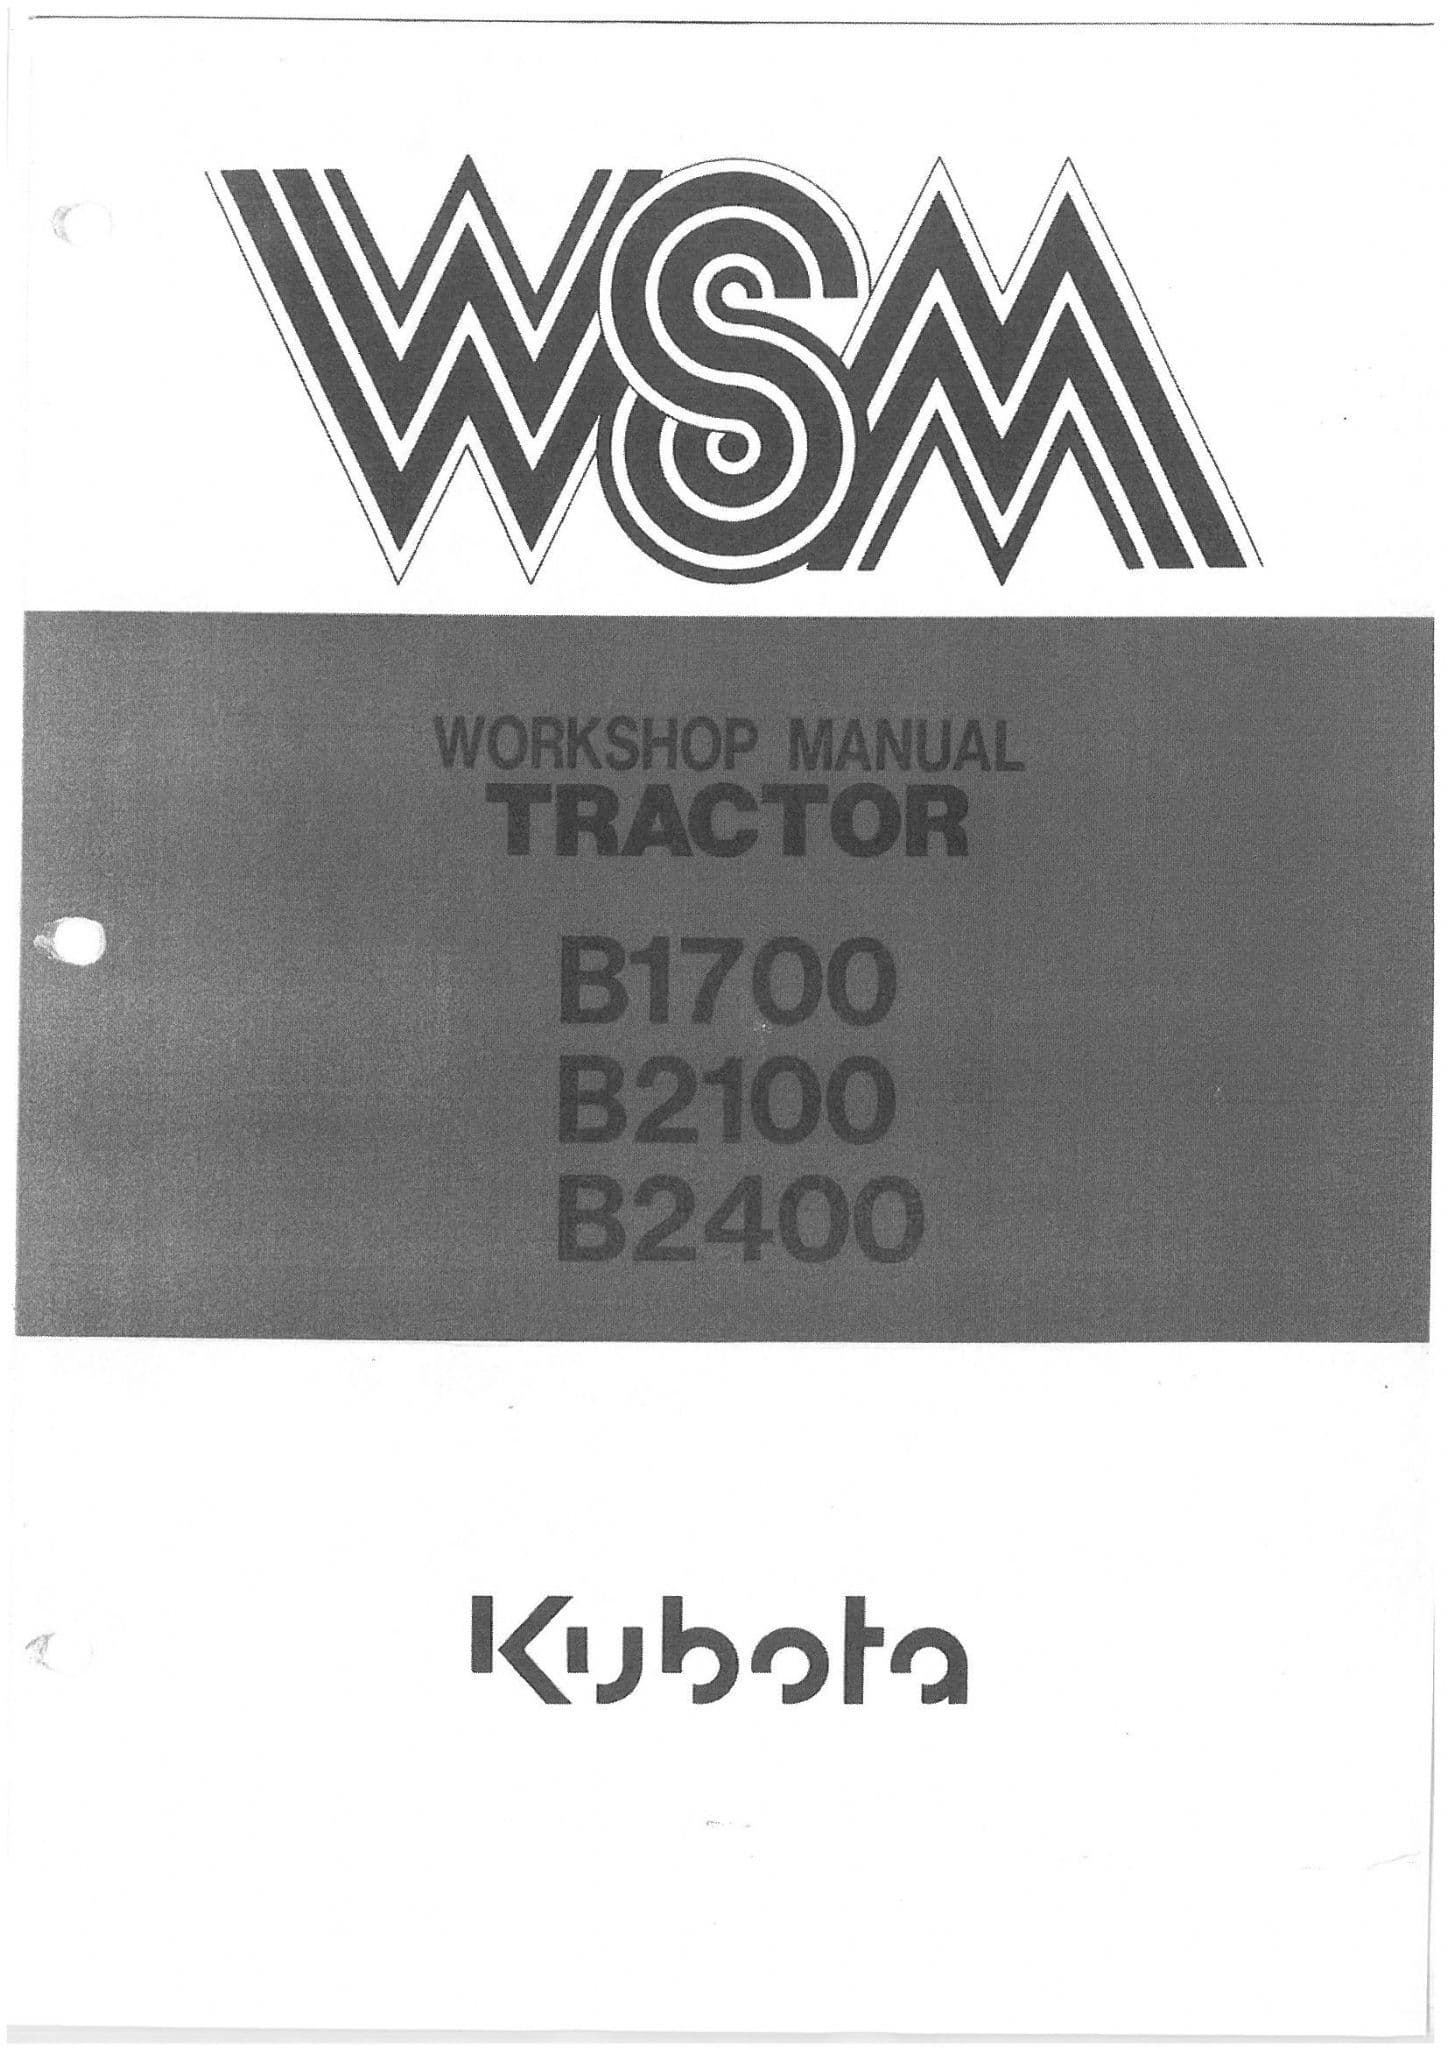 WSM
WORKSHOP MANUAL
TRACTOR
B1700
B2100
B2400
Kubota